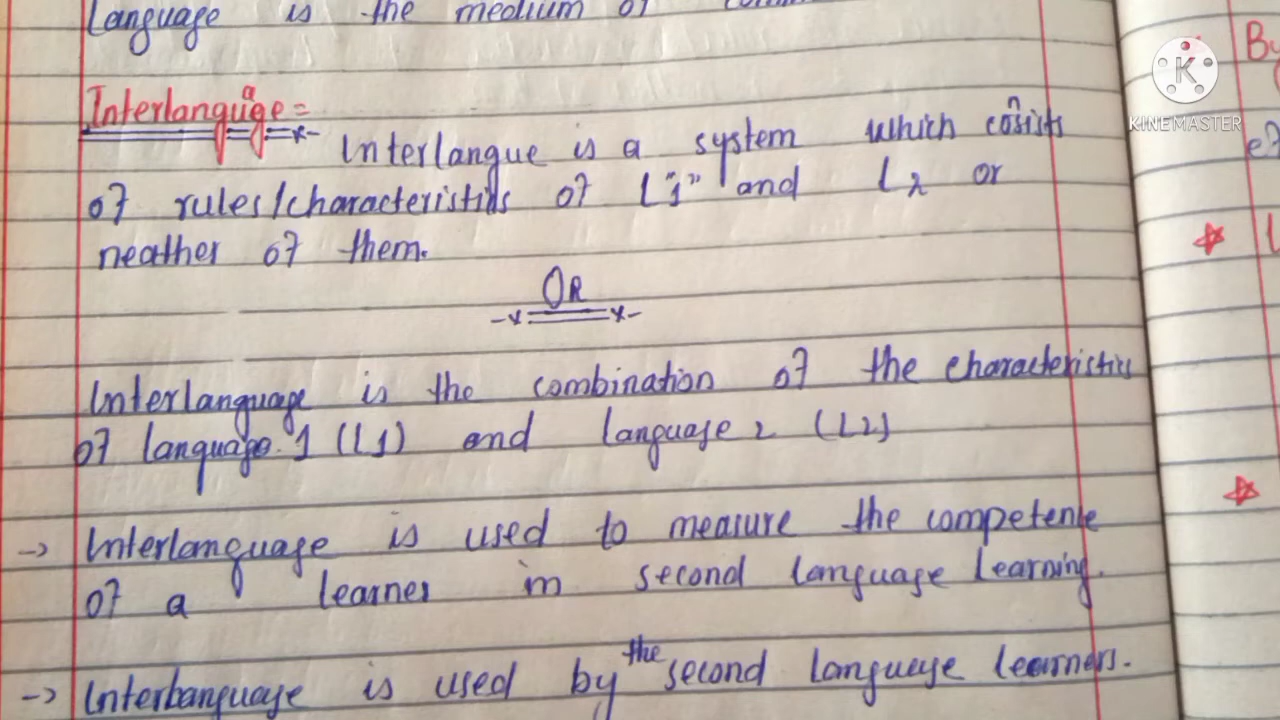 Language is the medium of
Interlanguage=
Interlangue is a system which consists
of rules/characteristics of L"1" and L2 or
neather of them.
OR
Interlanguage is the combination of the characteristics
of language 1 (L1) and language 2 (L2)
-> Interlanguage is used to measure the competence
of a learner in second language learning.
-> Interlanguage is used by the second language learners.
KINEMASTER